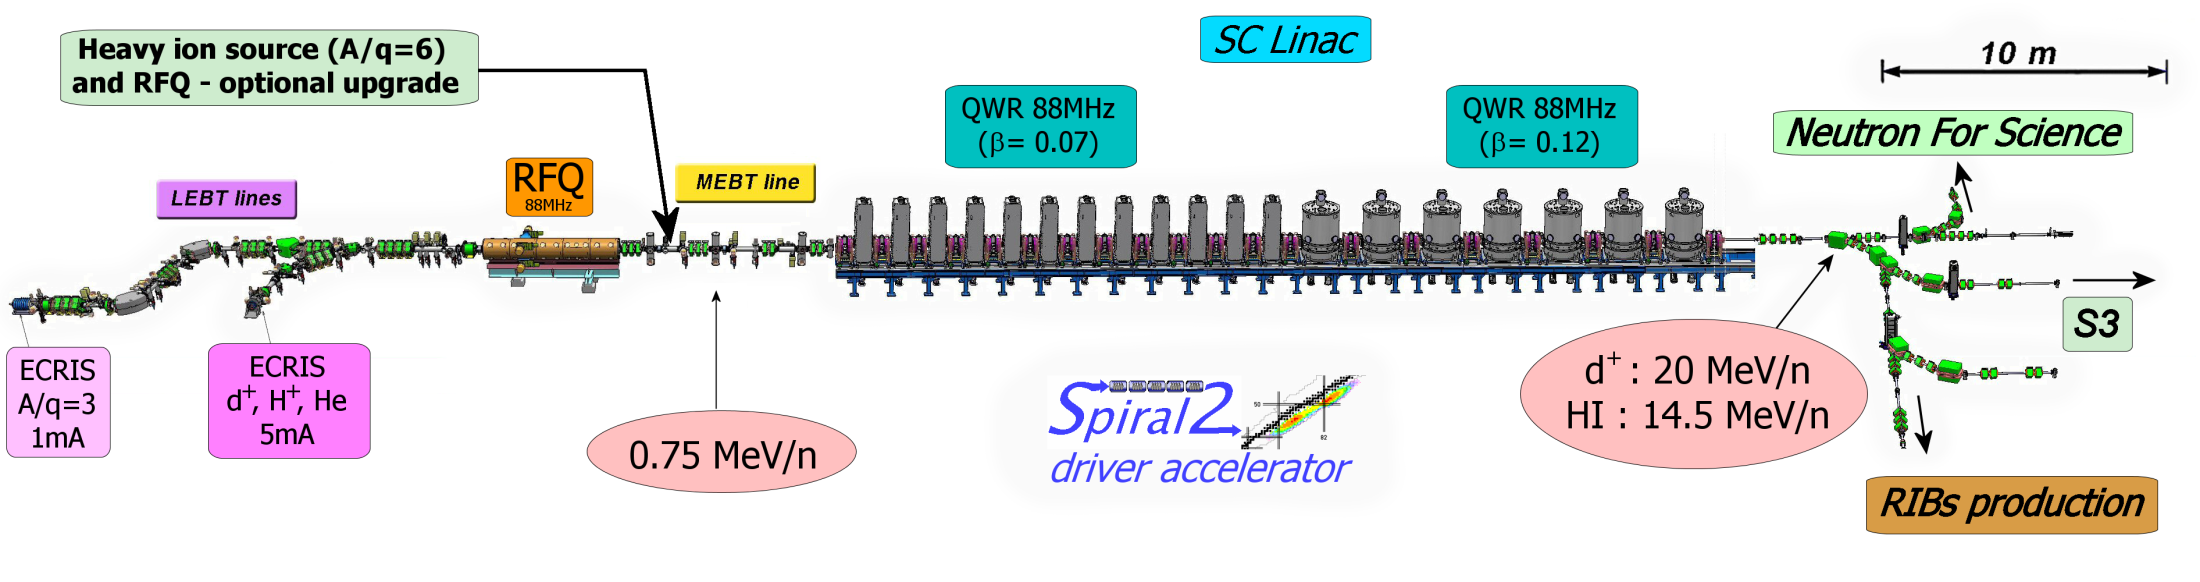 Heavy ion source (A/q=6)
and RFQ - optional upgrade
SC Linac
10 m
QWR 88MHz
(β= 0.07)
QWR 88MHz
(β= 0.12)
Neutron For Science
LEBT lines
RFQ
88MHz
MEBT line
ECRIS
A/q=3
1mA
ECRIS
d⁺, H⁺, He
5mA
0.75 MeV/n
Spiral2
driver accelerator
50
82
d⁺ : 20 MeV/n
HI : 14.5 MeV/n
S3
RIBs production